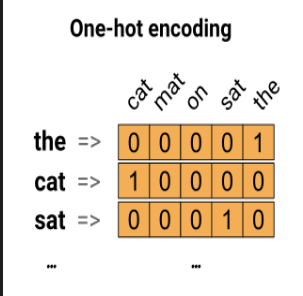 One-hot encoding
cat mat on sat the
the => 0 0 0 0 1
cat => 1 0 0 0 0
sat => 0 0 0 1 0
... ...